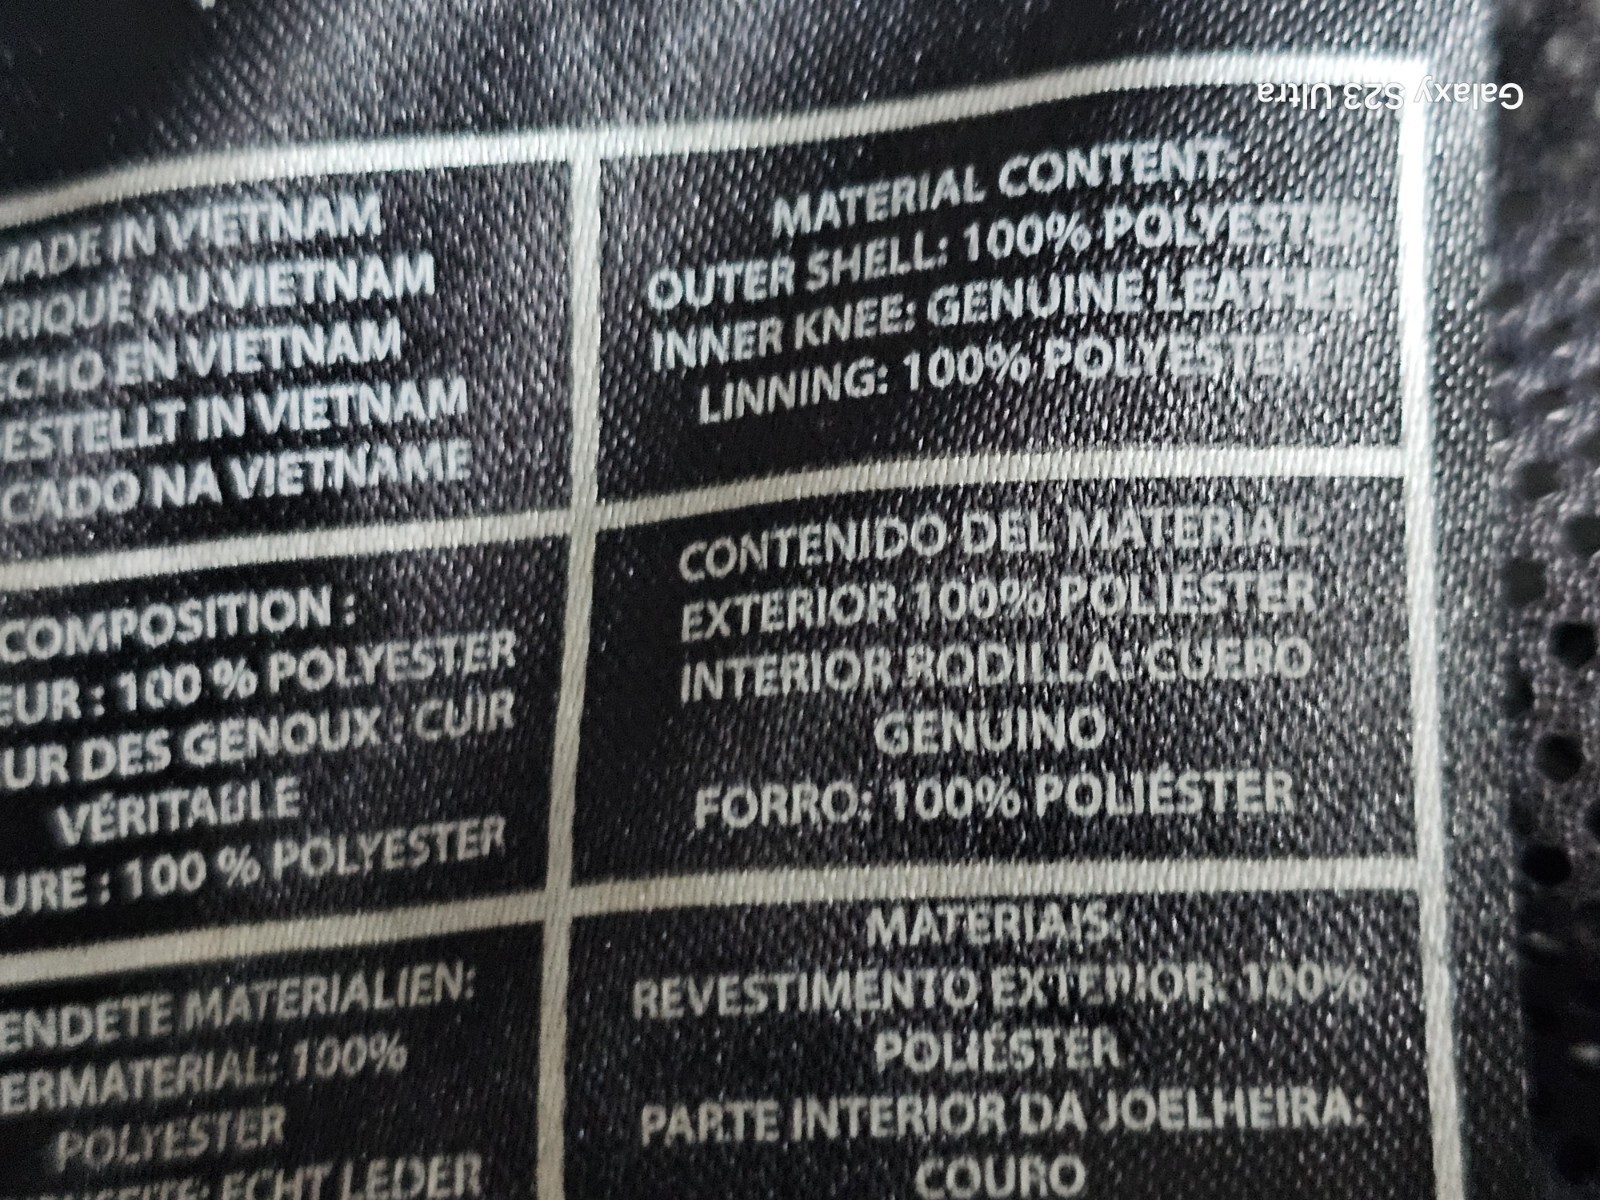 MADE IN VIETNAM
RIQUÉ AU VIETNAM
ECHO EN VIETNAM
ESTELLT IN VIETNAM
CADO NA VIETNAME
MATERIAL CONTENT:
OUTER SHELL: 100% POLYESTER
INNER KNEE: GENUINE LEATHER
LINNING: 100% POLYESTER
COMPOSITION :
EUR : 100 % POLYESTER
UR DES GENOUX : CUIR
VÉRITABLE
URE : 100 % POLYESTER
CONTENIDO DEL MATERIAL:
EXTERIOR 100% POLIÉSTER
INTERIOR RODILLA: CUERO
GENUINO
FORRO: 100% POLIÉSTER
ENDETE MATERIALIEN:
ERMATERIAL: 100%
POLYESTER
ECHT LEDER
MATERIAIS:
REVESTIMENTO EXTERIOR: 100%
POLIÉSTER
PARTE INTERIOR DA JOELHEIRA:
COURO
Galaxy S23 Ultra